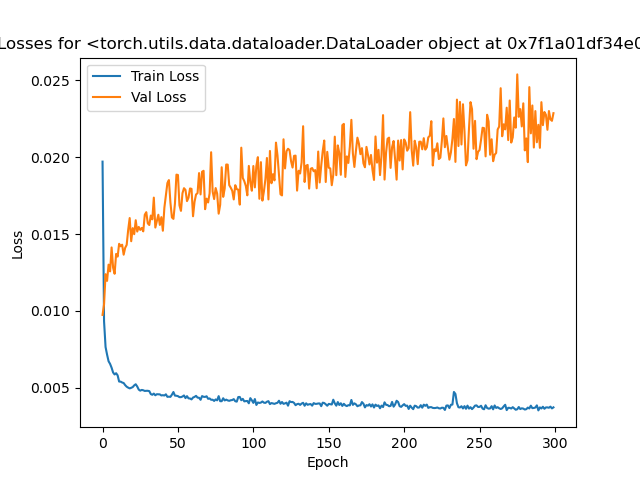 Losses for <torch.utils.data.dataloader.DataLoader object at 0x7f1a01df34e0
Train Loss
Val Loss
0.025
0.020
0.015
0.010
0.005
Loss
0 50 100 150 200 250 300
Epoch